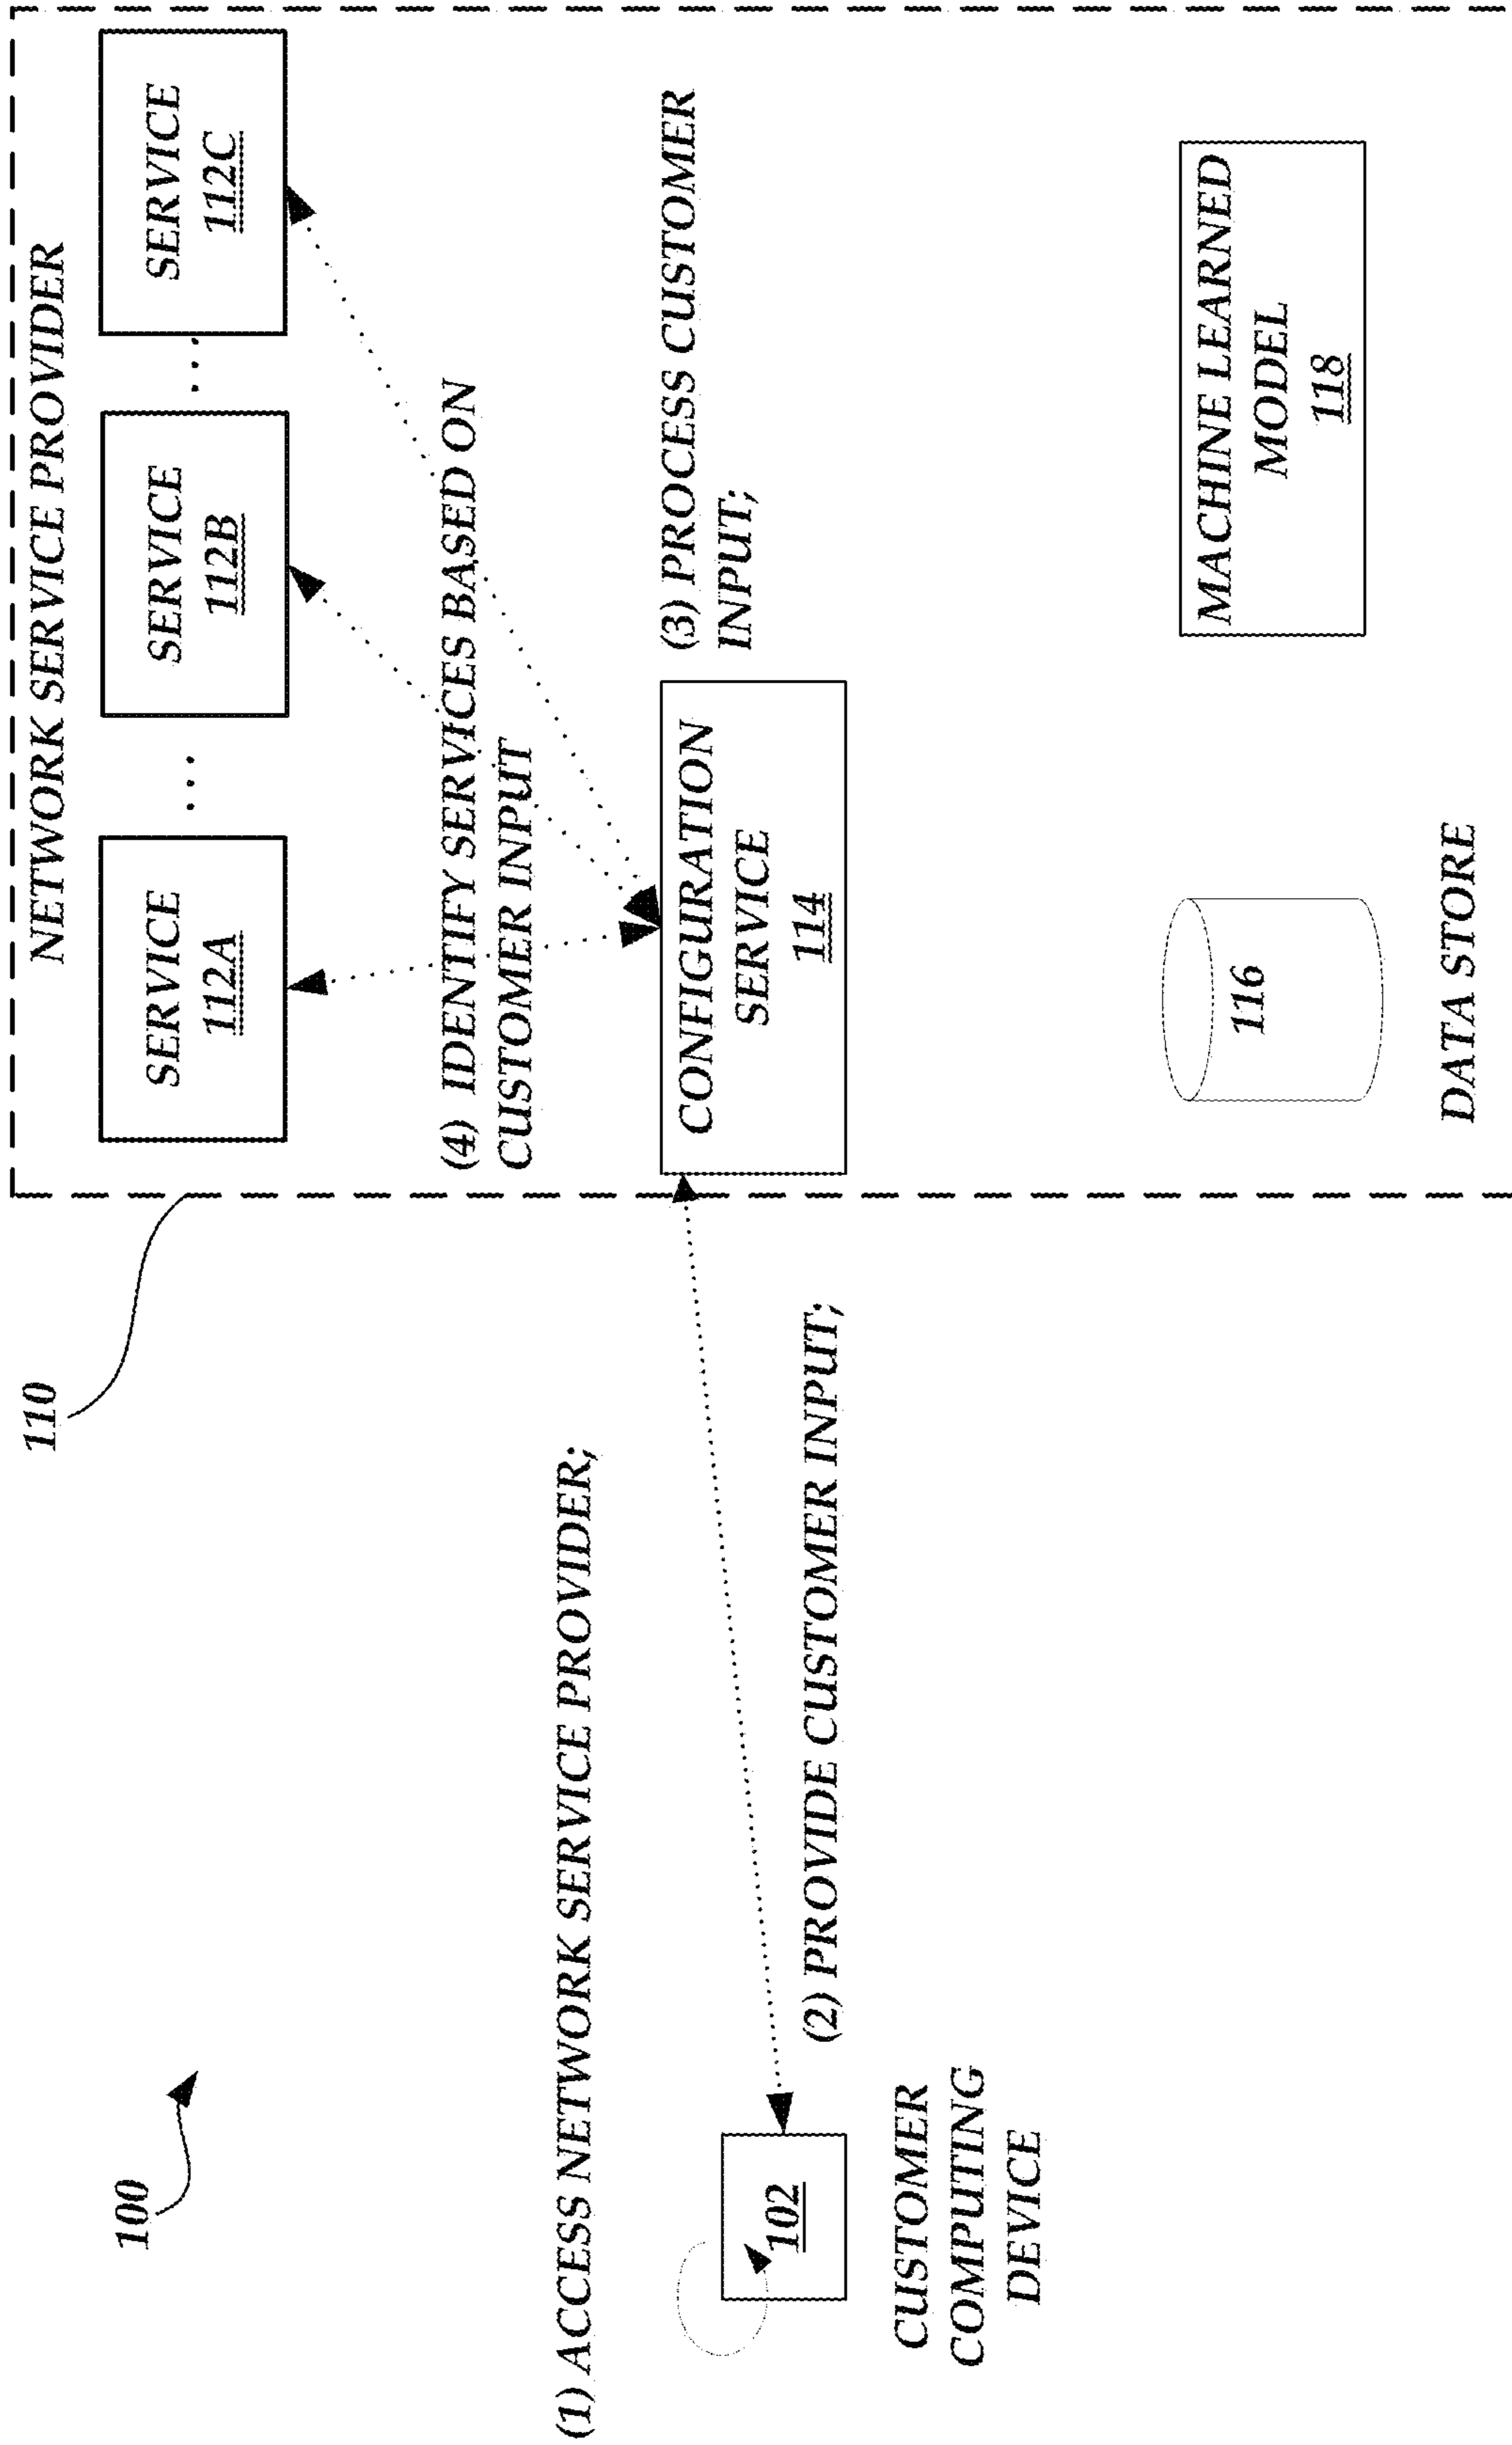 100
110
NETWORK SERVICE PROVIDER
SERVICE
112A
...
SERVICE
112B
...
SERVICE
112C
(4) IDENTIFY SERVICES BASED ON
CUSTOMER INPUT
(1) ACCESS NETWORK SERVICE PROVIDER;
102
CUSTOMER
COMPUTING
DEVICE
(2) PROVIDE CUSTOMER INPUT;
CONFIGURATION
SERVICE
114
(3) PROCESS CUSTOMER
INPUT;
116
DATA STORE
MACHINE LEARNED
MODEL
118